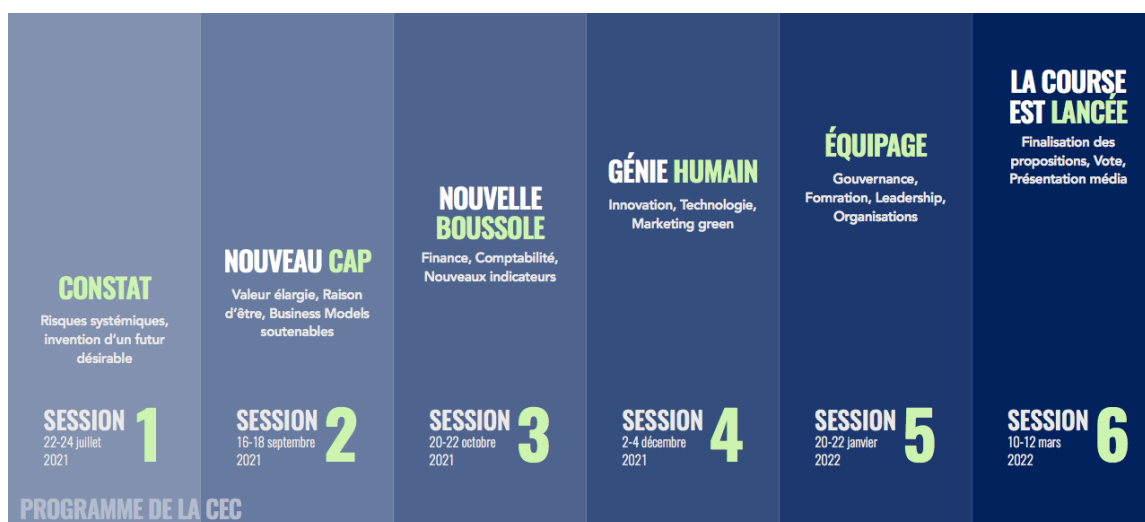 CONSTAT
Risques systémiques,
invention d'un futur
désirable
SESSION 1
22-24 juillet
2021
NOUVEAU CAP
Valeur élargie, Raison
d'être, Business Models
soutenables
SESSION 2
16-18 septembre
2021
NOUVELLE
BOUSSOLE
Finance, Comptabilité,
Nouveaux indicateurs
SESSION 3
20-22 octobre
2021
GÉNIE HUMAIN
Innovation, Technologie,
Marketing green
SESSION 4
2-4 décembre
2021
ÉQUIPAGE
Gouvernance,
Fomration, Leadership,
Organisations
SESSION 5
20-22 janvier
2022
LA COURSE
EST LANCÉE
Finalisation des
propositions, Vote,
Présentation média
SESSION 6
10-12 mars
2022
PROGRAMME DE LA CEC